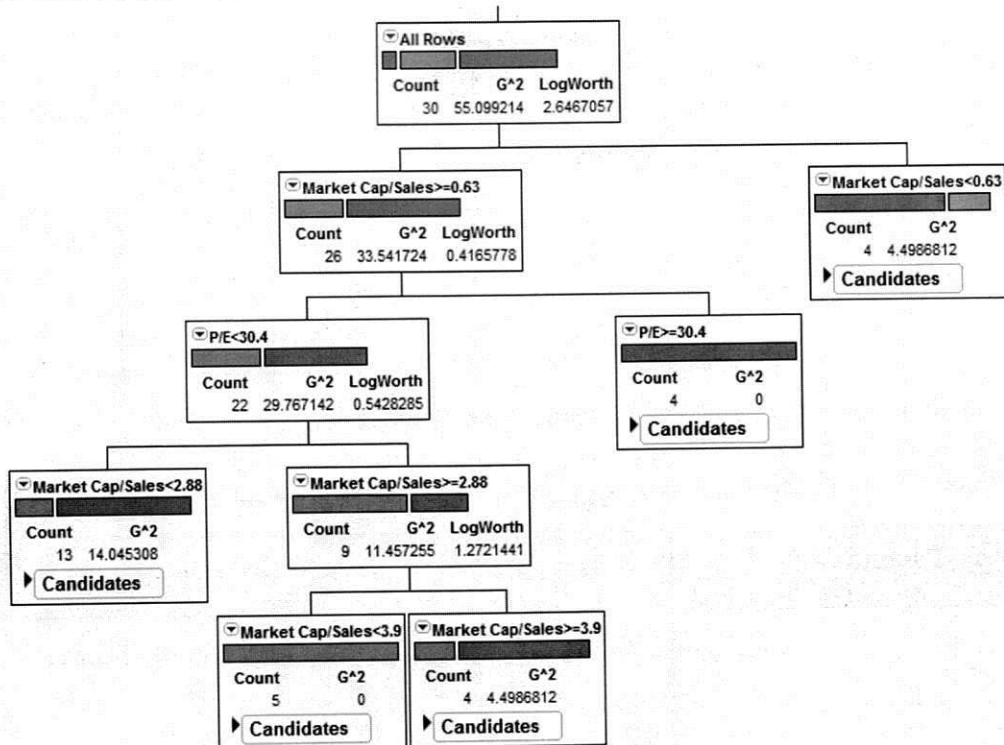 All Rows
Count G^2 LogWorth
30 55.099214 2.6467057
Market Cap/Sales>=0.63
Count G^2 LogWorth
26 33.541724 0.4165778
Market Cap/Sales<0.63
Count G^2
4 4.4986812
Candidates
P/E<30.4
Count G^2 LogWorth
22 29.767142 0.5428285
P/E>=30.4
Count G^2
4 0
Candidates
Market Cap/Sales<2.88
Count G^2
13 14.045308
Candidates
Market Cap/Sales>=2.88
Count G^2 LogWorth
9 11.457255 1.2721441
Market Cap/Sales<3.9
Count G^2
5 0
Candidates
Market Cap/Sales>=3.9
Count G^2
4 4.4986812
Candidates